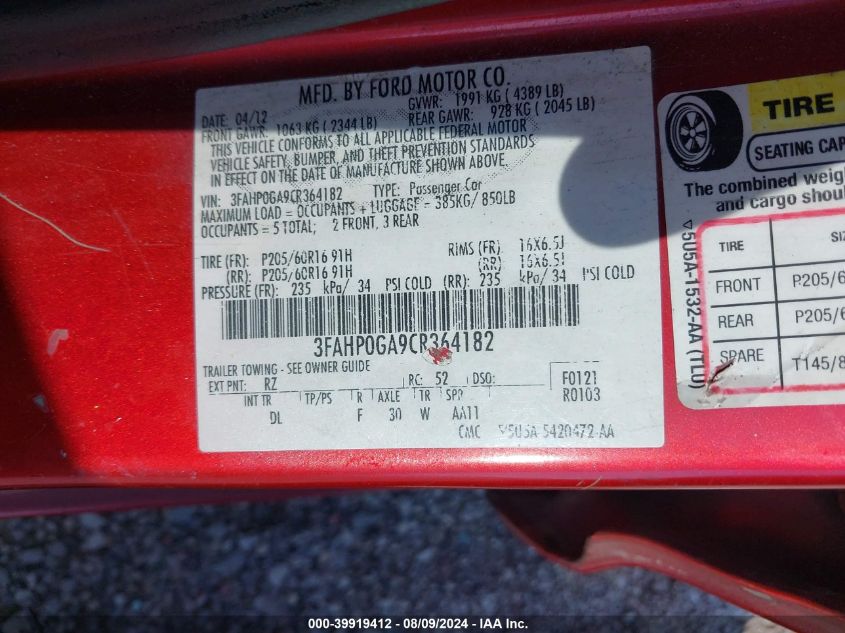 MFD. BY FORD MOTOR CO.
DATE: 04/12 GVWR: 1991 KG ( 4389 LB)
FRONT GAWR: 1063 KG ( 2344 LB) REAR GAWR: 928 KG ( 2045 LB)
THIS VEHICLE CONFORMS TO ALL APPLICABLE FEDERAL MOTOR
VEHICLE SAFETY, BUMPER, AND THEFT PREVENTION STANDARDS
IN EFFECT ON THE DATE OF MANUFACTURE SHOWN ABOVE.
VIN: 3FAHP0GA9CR364182 TYPE: Passenger Car
MAXIMUM LOAD = OCCUPANTS + LUGGAGE = 385KG/ 850LB
OCCUPANTS = 5 TOTAL; 2 FRONT, 3 REAR
TIRE (FR): P205/60R16 91H RIMS (FR): 16X6.5J
(RR): P205/60R16 91H (RR): 16X6.5J
PRESSURE (FR): 235 kPa/ 34 PSI COLD (RR): 235 kPa/ 34 PSI COLD
3FAHP0GA9CR364182
TRAILER TOWING - SEE OWNER GUIDE
EXT PNT: RZ RC: 52 DSO: F0121
R0103
INT TR TP/PS R AXLE TR SPR
DL F 30 W AA11
CMC 5U5A-5420472-AA
TIRE
SEATING CAP
The combined weig
and cargo shou
5U5A-1532-AA (TLU)
TIRE SI
FRONT P205/6
REAR P205/6
SPARE T145/8
000-39919412 - 08/09/2024 - IAA Inc.